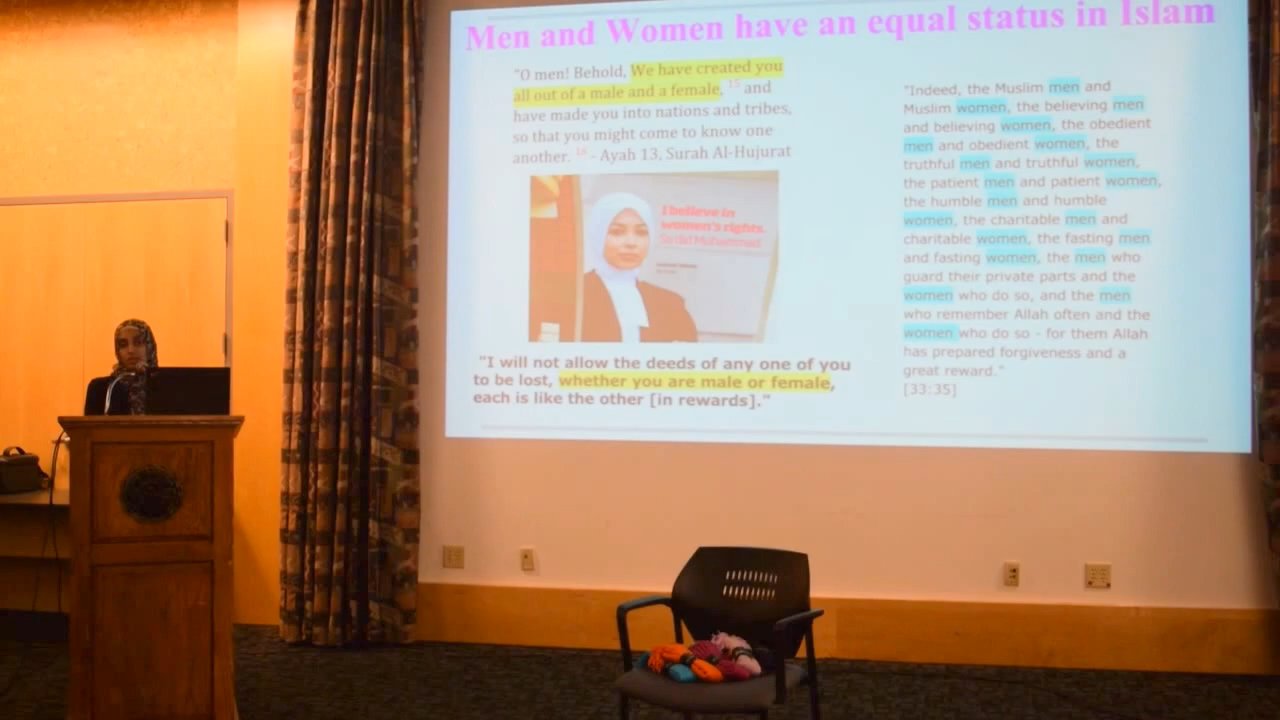 Men and Women have an equal status in Islam
"O men! Behold, We have created you
all out of a male and a female, 15 and
have made you into nations and tribes,
so that you might come to know one
another. 16 - Ayah 13, Surah Al-Hujurat
I believe in
women's rights.
So did Muhammad
"I will not allow the deeds of any one of you
to be lost, whether you are male or female,
each is like the other [in rewards]."
"Indeed, the Muslim men and
Muslim women, the believing men
and believing women, the obedient
men and obedient women, the
truthful men and truthful women,
the patient men and patient women,
the humble men and humble
women, the charitable men and
charitable women, the fasting men
and fasting women, the men who
guard their private parts and the
women who do so, and the men
who remember Allah often and the
women who do so - for them Allah
has prepared forgiveness and a
great reward."
[33:35]